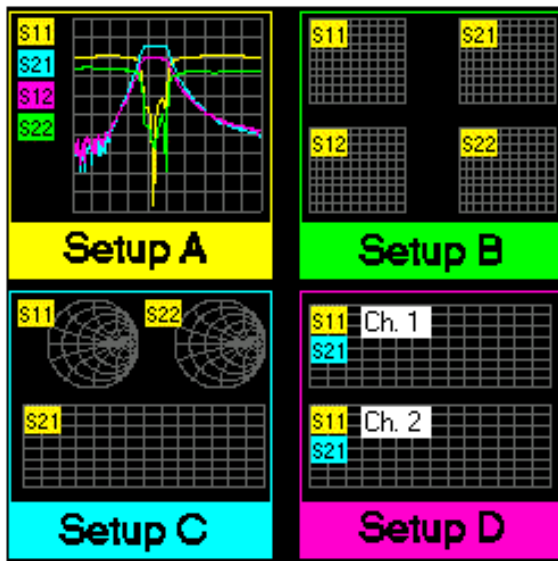 S11
S21
S12
S22
Setup A
S11 S21
S12 S22
Setup B
S11 S22
S21
Setup C
S11 Ch. 1
S21
S11 Ch. 2
S21
Setup D